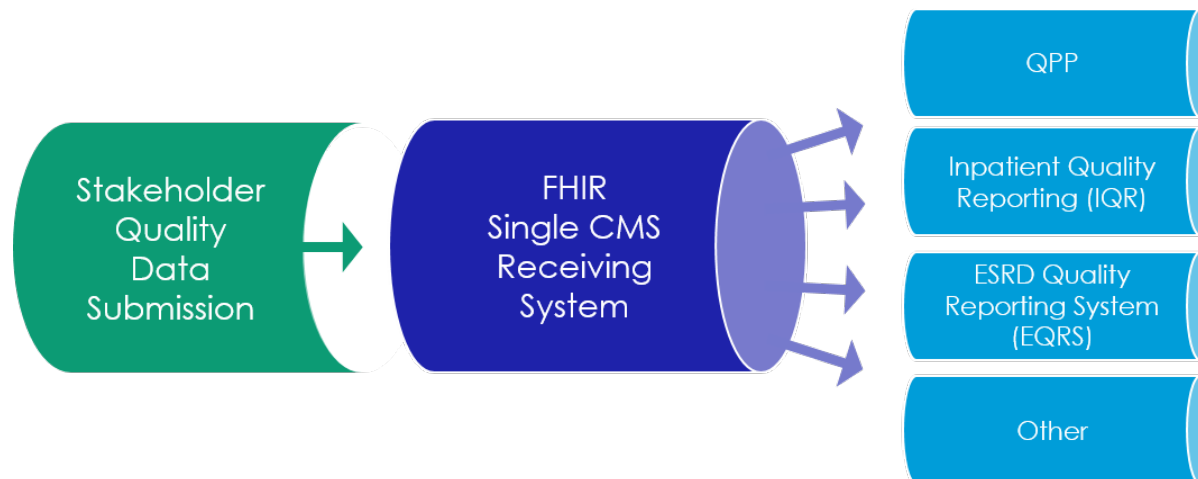 Stakeholder
Quality
Data
Submission
FHIR
Single CMS
Receiving
System
QPP
Inpatient Quality
Reporting (IQR)
ESRD Quality
Reporting System
(EQRS)
Other